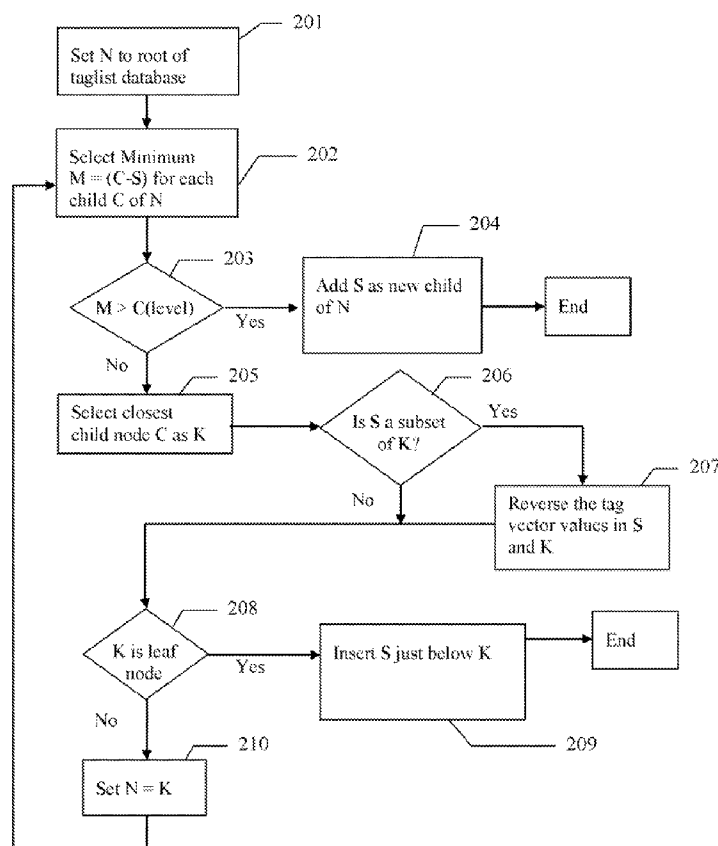 201
Set N to root of
taglist database
Select Minimum
M = (C-S) for each
child C of N
202
203
M > C(level)
Yes
No
204
Add S as new child
of N
End
205
Select closest
child node C as K
206
Is S a subset
of K?
Yes
No
207
Reverse the tag
vector values in S
and K
208
K is leaf
node
Yes
No
Insert S just below K
209
End
210
Set N = K